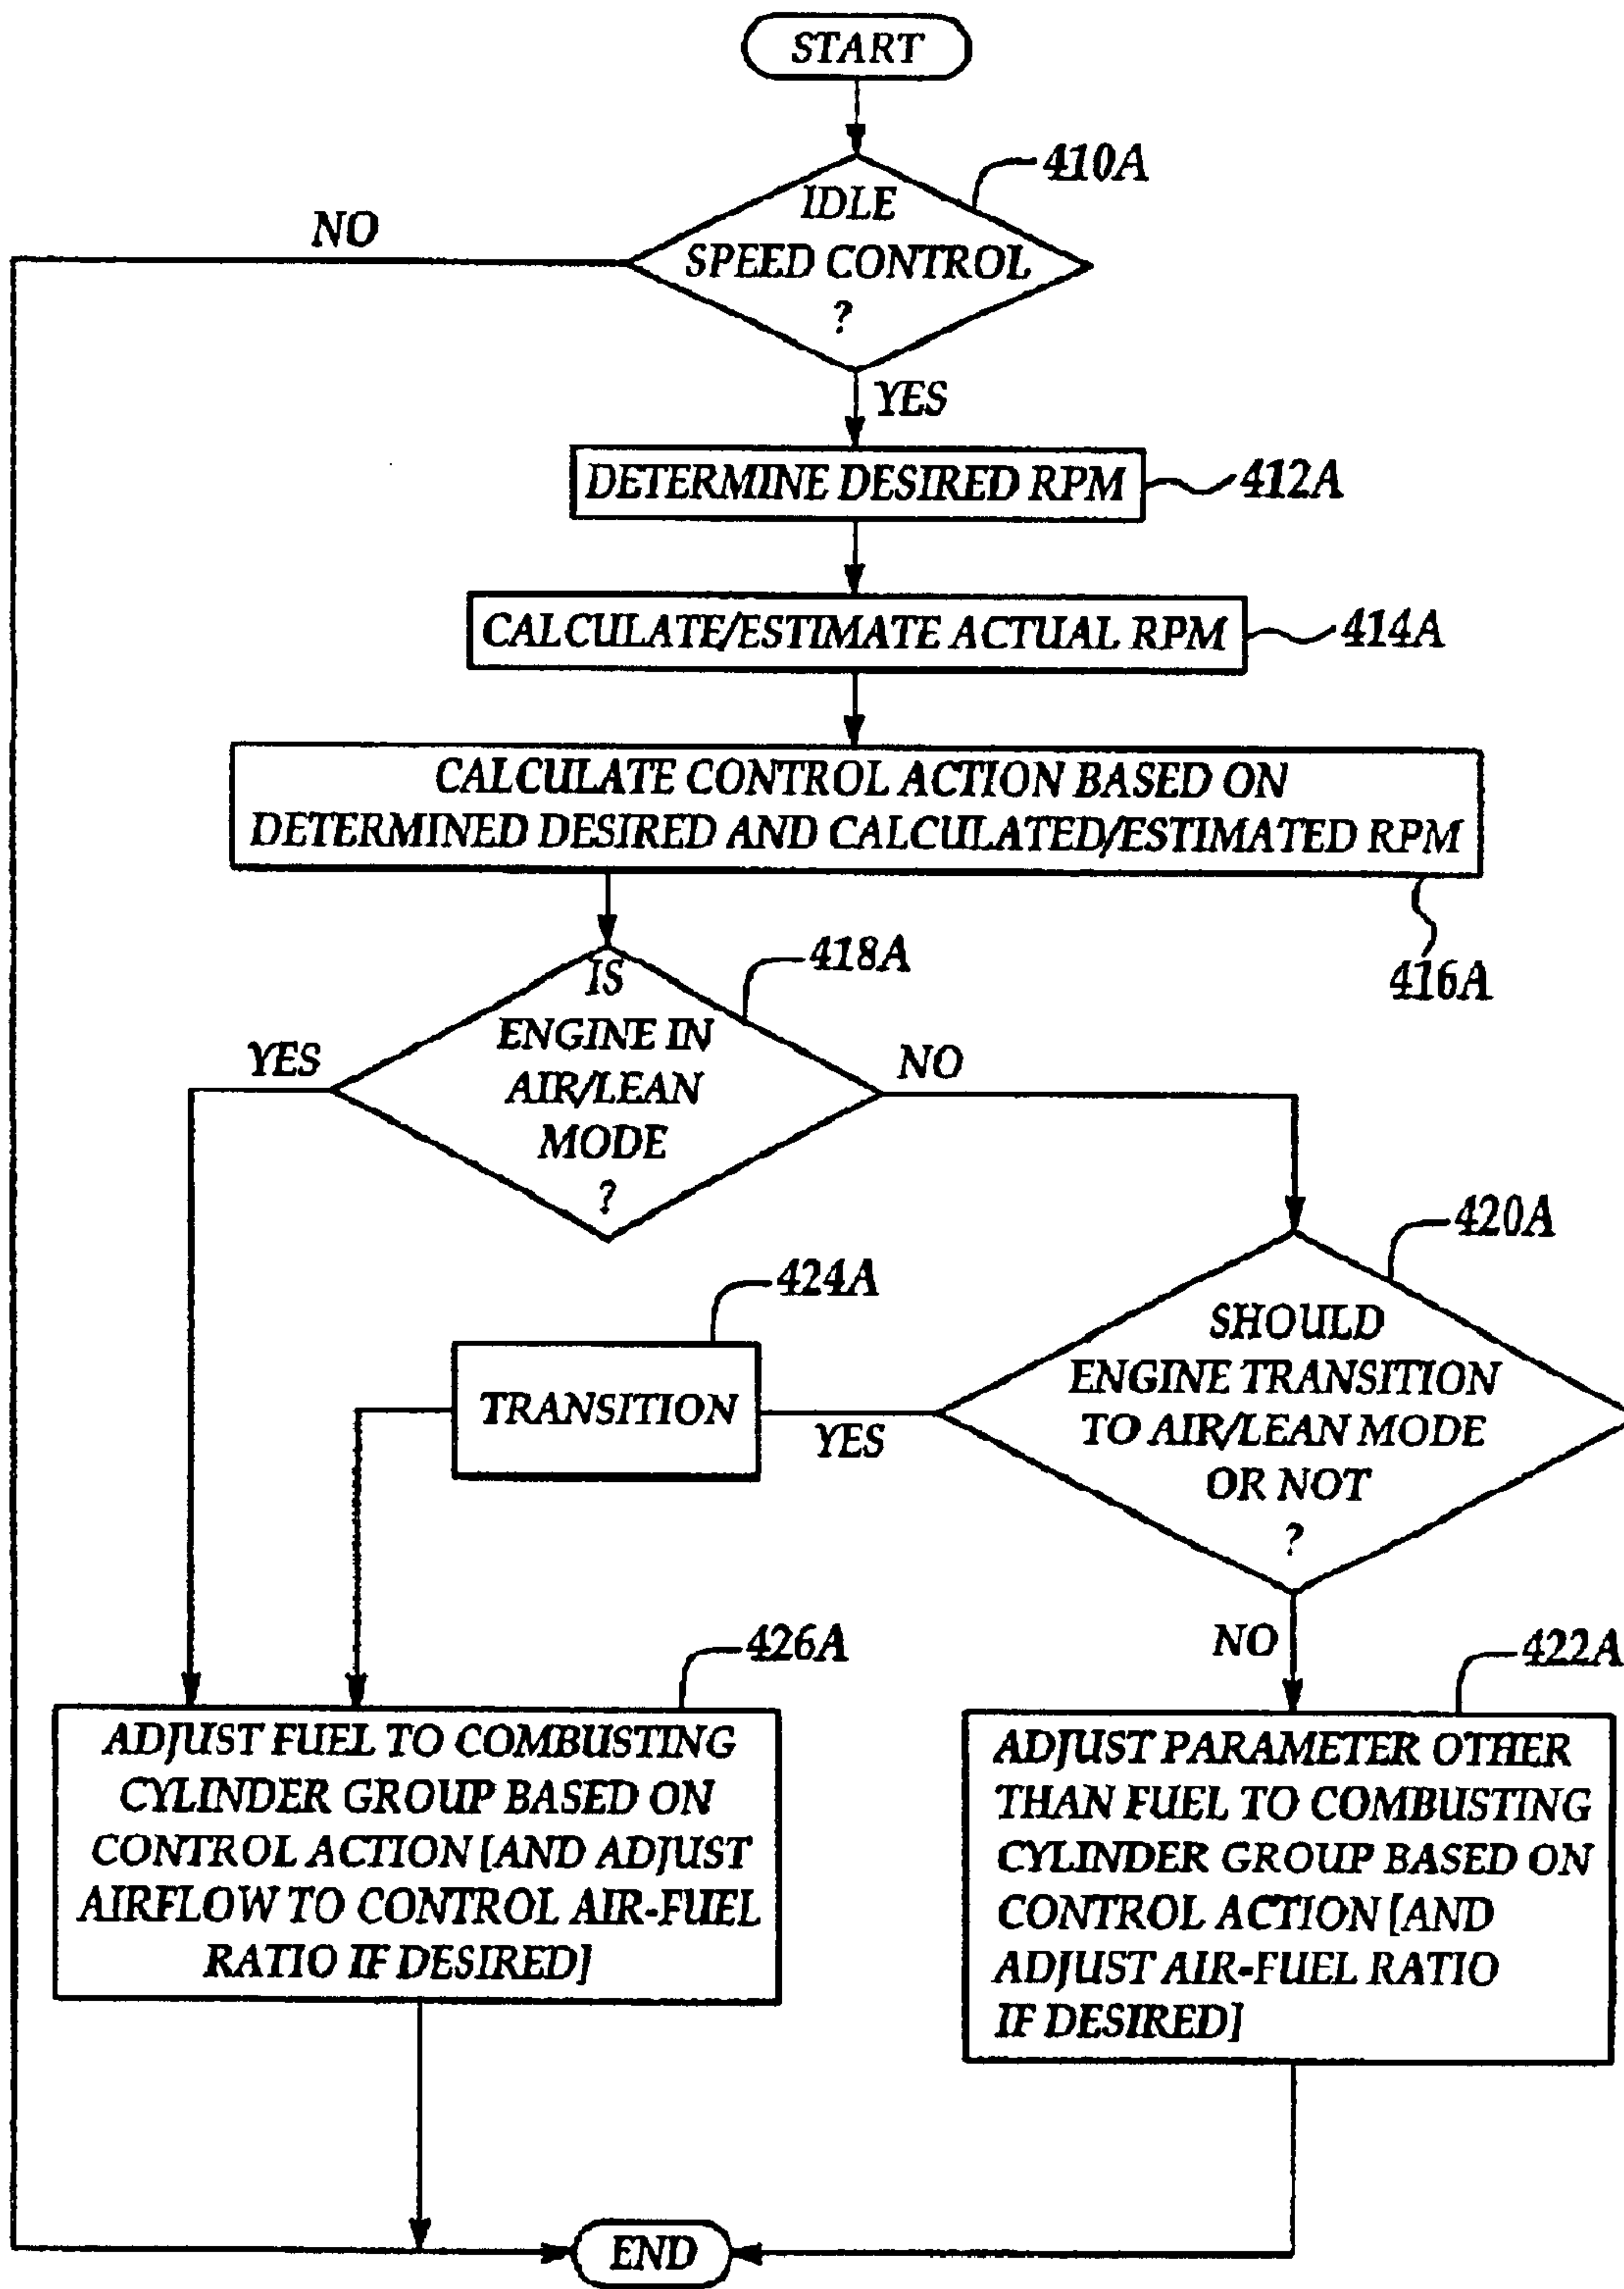 START
410A
IDLE
SPEED CONTROL
?
NO
YES
DETERMINE DESIRED RPM
412A
CALCULATE/ESTIMATE ACTUAL RPM
414A
CALCULATE CONTROL ACTION BASED ON
DETERMINED DESIRED AND CALCULATED/ESTIMATED RPM
416A
418A
IS
ENGINE IN
AIR/LEAN
MODE
?
YES
NO
420A
SHOULD
ENGINE TRANSITION
TO AIR/LEAN MODE
OR NOT
?
424A
TRANSITION
YES
NO
426A
ADJUST FUEL TO COMBUSTING
CYLINDER GROUP BASED ON
CONTROL ACTION [AND ADJUST
AIRFLOW TO CONTROL AIR-FUEL
RATIO IF DESIRED]
422A
ADJUST PARAMETER OTHER
THAN FUEL TO COMBUSTING
CYLINDER GROUP BASED ON
CONTROL ACTION [AND
ADJUST AIR-FUEL RATIO
IF DESIRED]
END